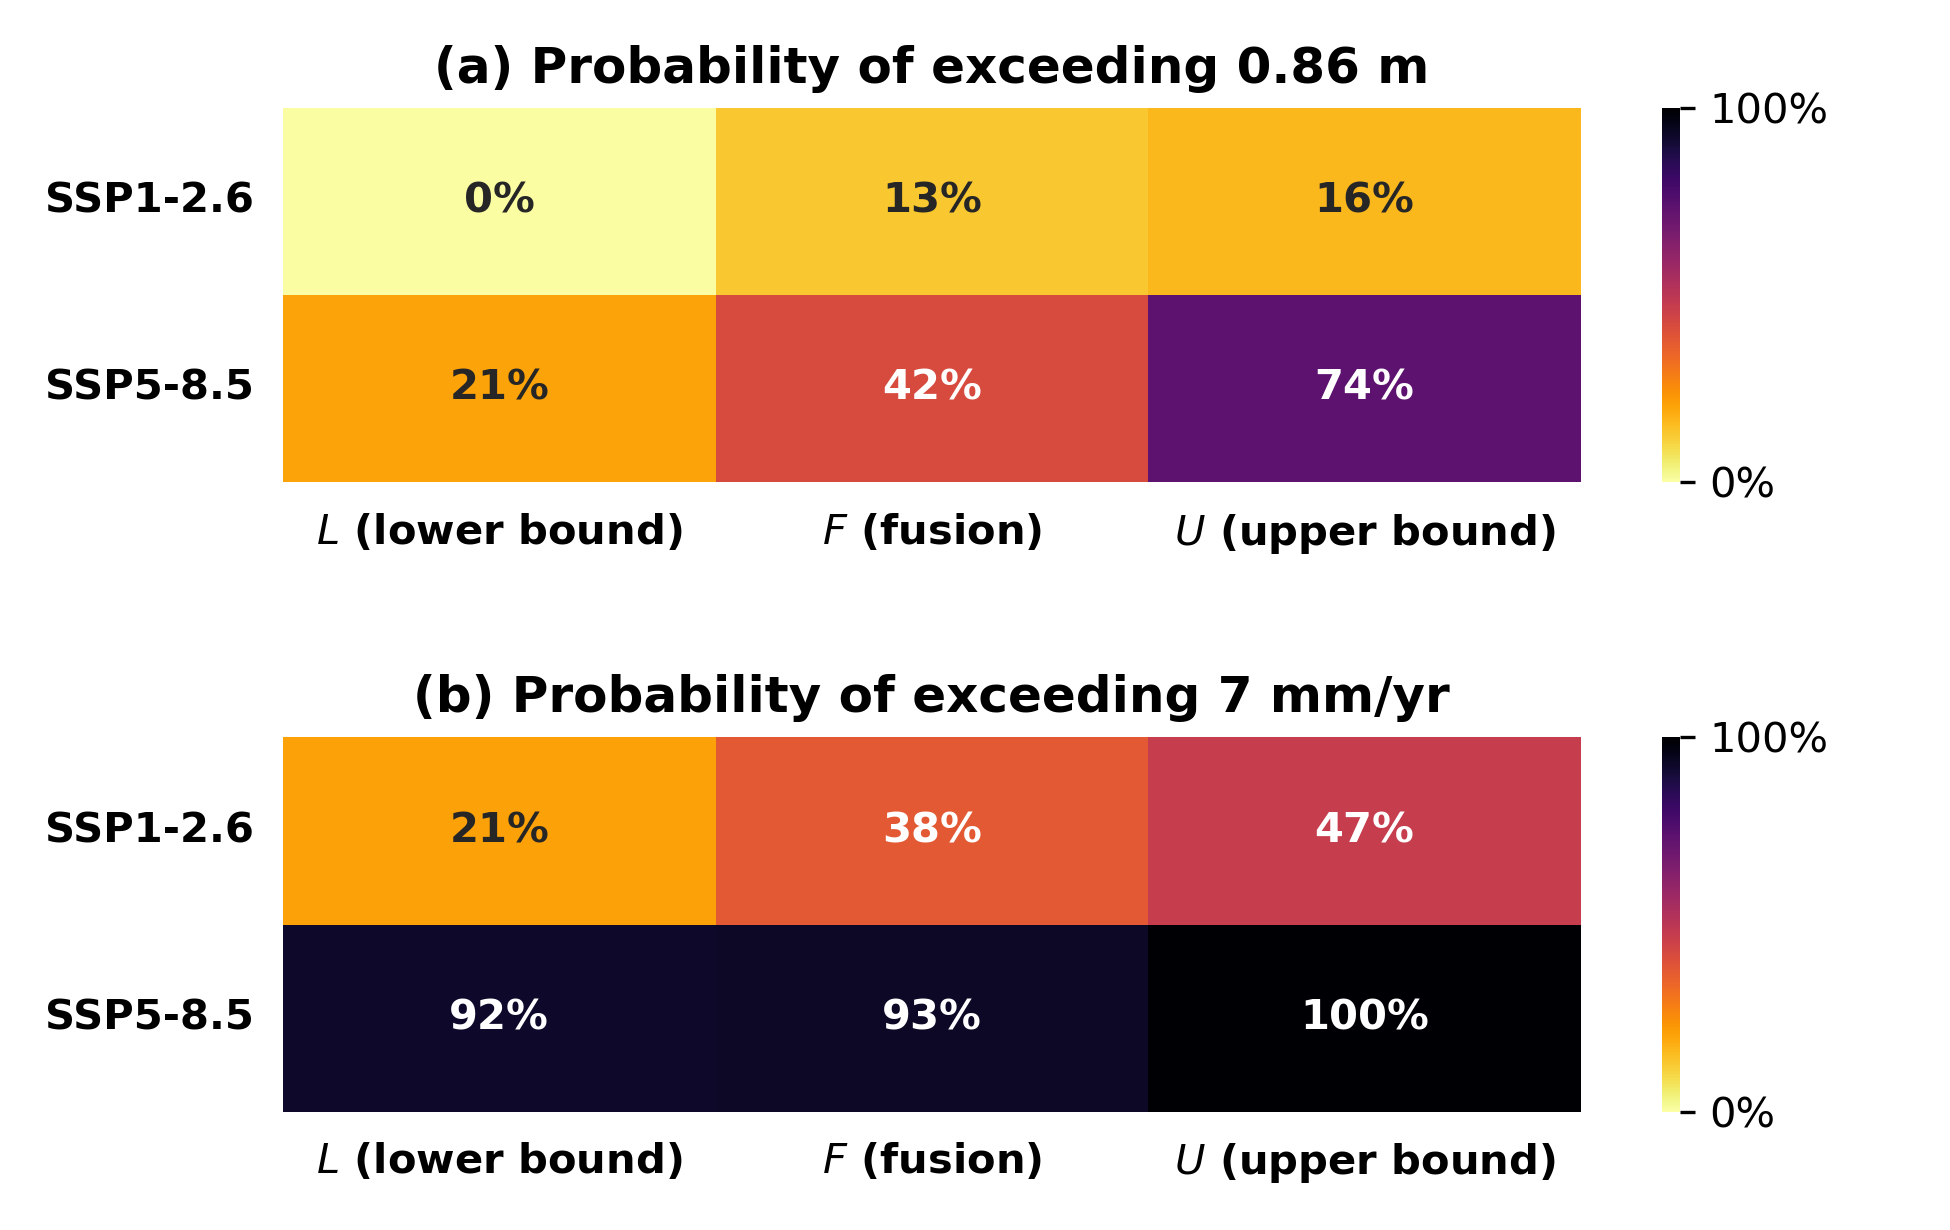 (a) Probability of exceeding 0.86 m
100%
SSP1-2.6 0% 13% 16%
SSP5-8.5 21% 42% 74%
0%
L (lower bound) F (fusion) U (upper bound)
(b) Probability of exceeding 7 mm/yr
100%
SSP1-2.6 21% 38% 47%
SSP5-8.5 92% 93% 100%
0%
L (lower bound) F (fusion) U (upper bound)